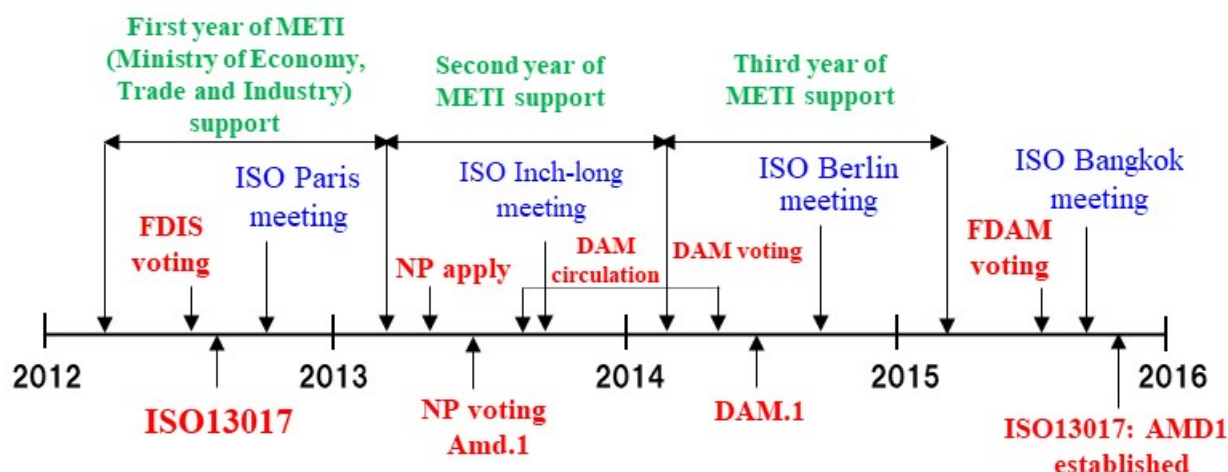 First year of METI
(Ministry of Economy,
Trade and Industry)
support
Second year of
METI support
Third year of
METI support
ISO Paris
meeting
ISO Inch-long
meeting
ISO Berlin
meeting
ISO Bangkok
meeting
FDIS
voting
NP apply
DAM
circulation
DAM voting
FDAM
voting
2012
2013
2014
2015
2016
ISO13017
NP voting
Amd.1
DAM.1
ISO13017: AMD1
established